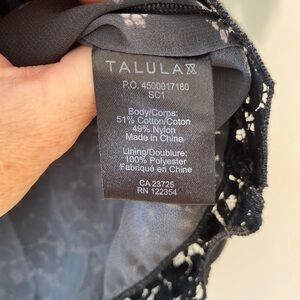 TALULA
P.O. 4500017180
SC1
Body/Corps:
51% Cotton/Coton
49% Nylon
Made in China
Lining/Doublure:
100% Polyester
Fabriqué en Chine
CA 23725
RN 122354